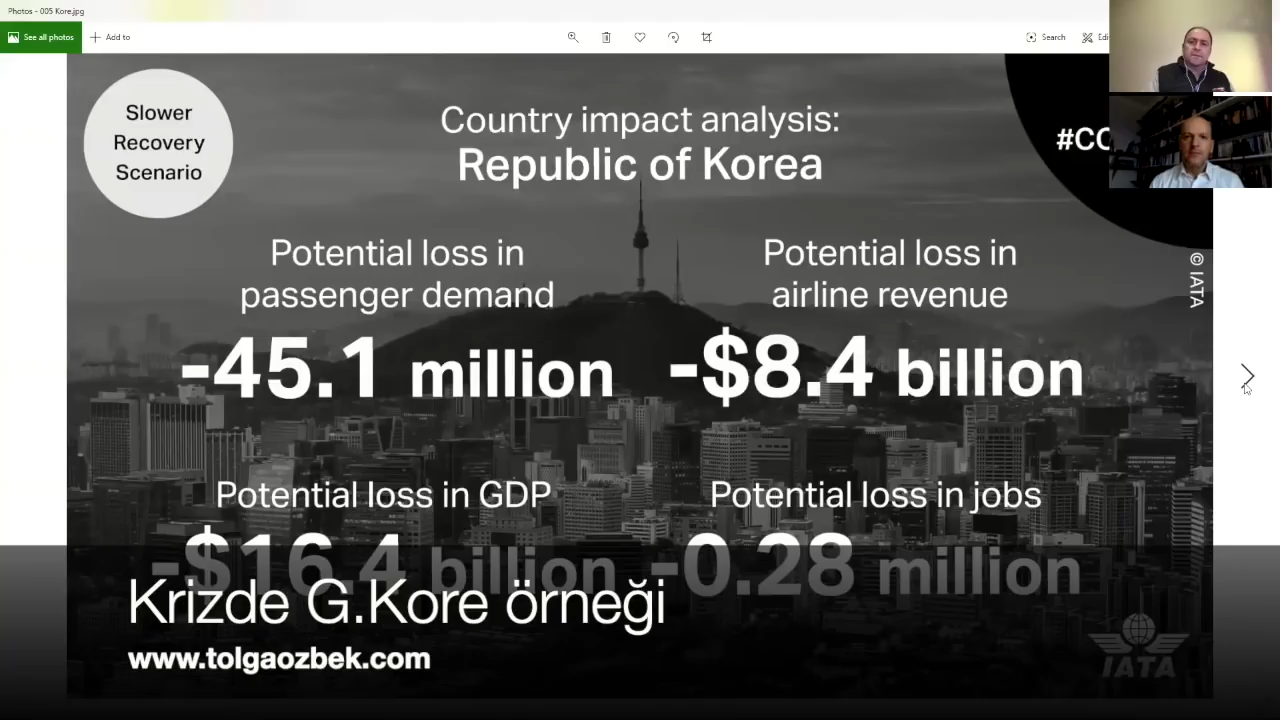 Photos - 005 Kore.jpg
See all photos
Add to
Search
Slower
Recovery
Scenario
Country impact analysis:
Republic of Korea
Potential loss in
passenger demand
-45.1 million
Potential loss in
airline revenue
-$8.4 billion
© IATA
Potential loss in GDP
-$16.4 billion
Potential loss in jobs
-0.28 million
Krizde G.Kore örneği
www.tolgaozbek.com
IATA